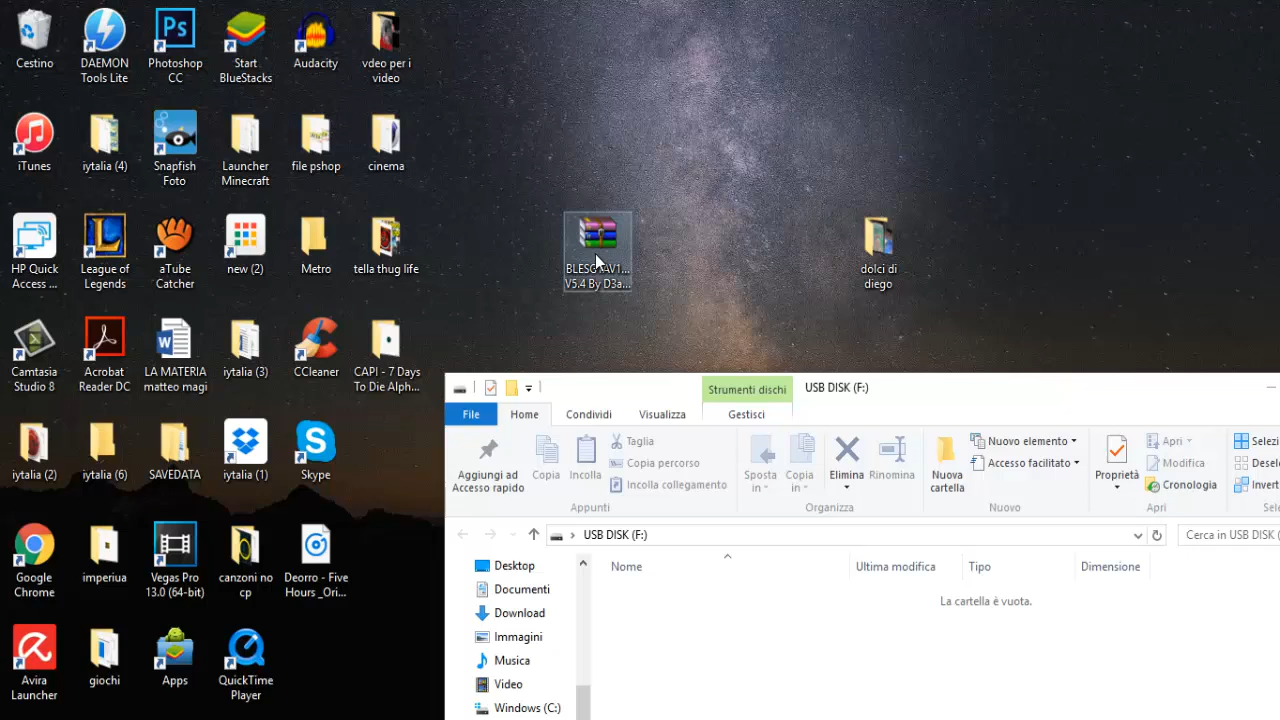 Cestino
DAEMON
Tools Lite
Ps
Photoshop
CC
Start
BlueStacks
Audacity
vdeo per i
video
iTunes
iytalia (4)
Snapfish
Foto
Launcher
Minecraft
file pshop
cinema
HP Quick
Access ...
League of
Legends
aTube
Catcher
new (2)
Metro
tella thug life
V5.4 By D3a...
dolci di
diego
Camtasia
Studio 8
Acrobat
Reader DC
LA MATERIA
matteo magi
iytalia (3)
CCleaner
CAPI - 7 Days
To Die Alph...
iytalia (2)
iytalia (6)
SAVEDATA
iytalia (1)
Skype
Google
Chrome
imperiua
Vegas Pro
13.0 (64-bit)
canzoni no
cp
Deorro - Five
Hours _Ori...
Avira
Launcher
giochi
Apps
QuickTime
Player
Strumenti dischi
USB DISK (F:)
File
Home
Condividi
Visualizza
Gestisci
Aggiungi ad
Accesso rapido
Copia
Incolla
Taglia
Copia percorso
Incolla collegamento
Appunti
Sposta
in
Copia
in
Elimina
Rinomina
Organizza
Nuova
cartella
Nuovo elemento
Accesso facilitato
Nuovo
Proprietà
Apri
Modifica
Cronologia
Apri
Selezi
Desele
Invert
Sel
USB DISK (F:)
Cerca in USB DISK
Nome
Ultima modifica
Tipo
Dimensione
La cartella è vuota.
Desktop
Documenti
Download
Immagini
Musica
Video
Windows (C:)